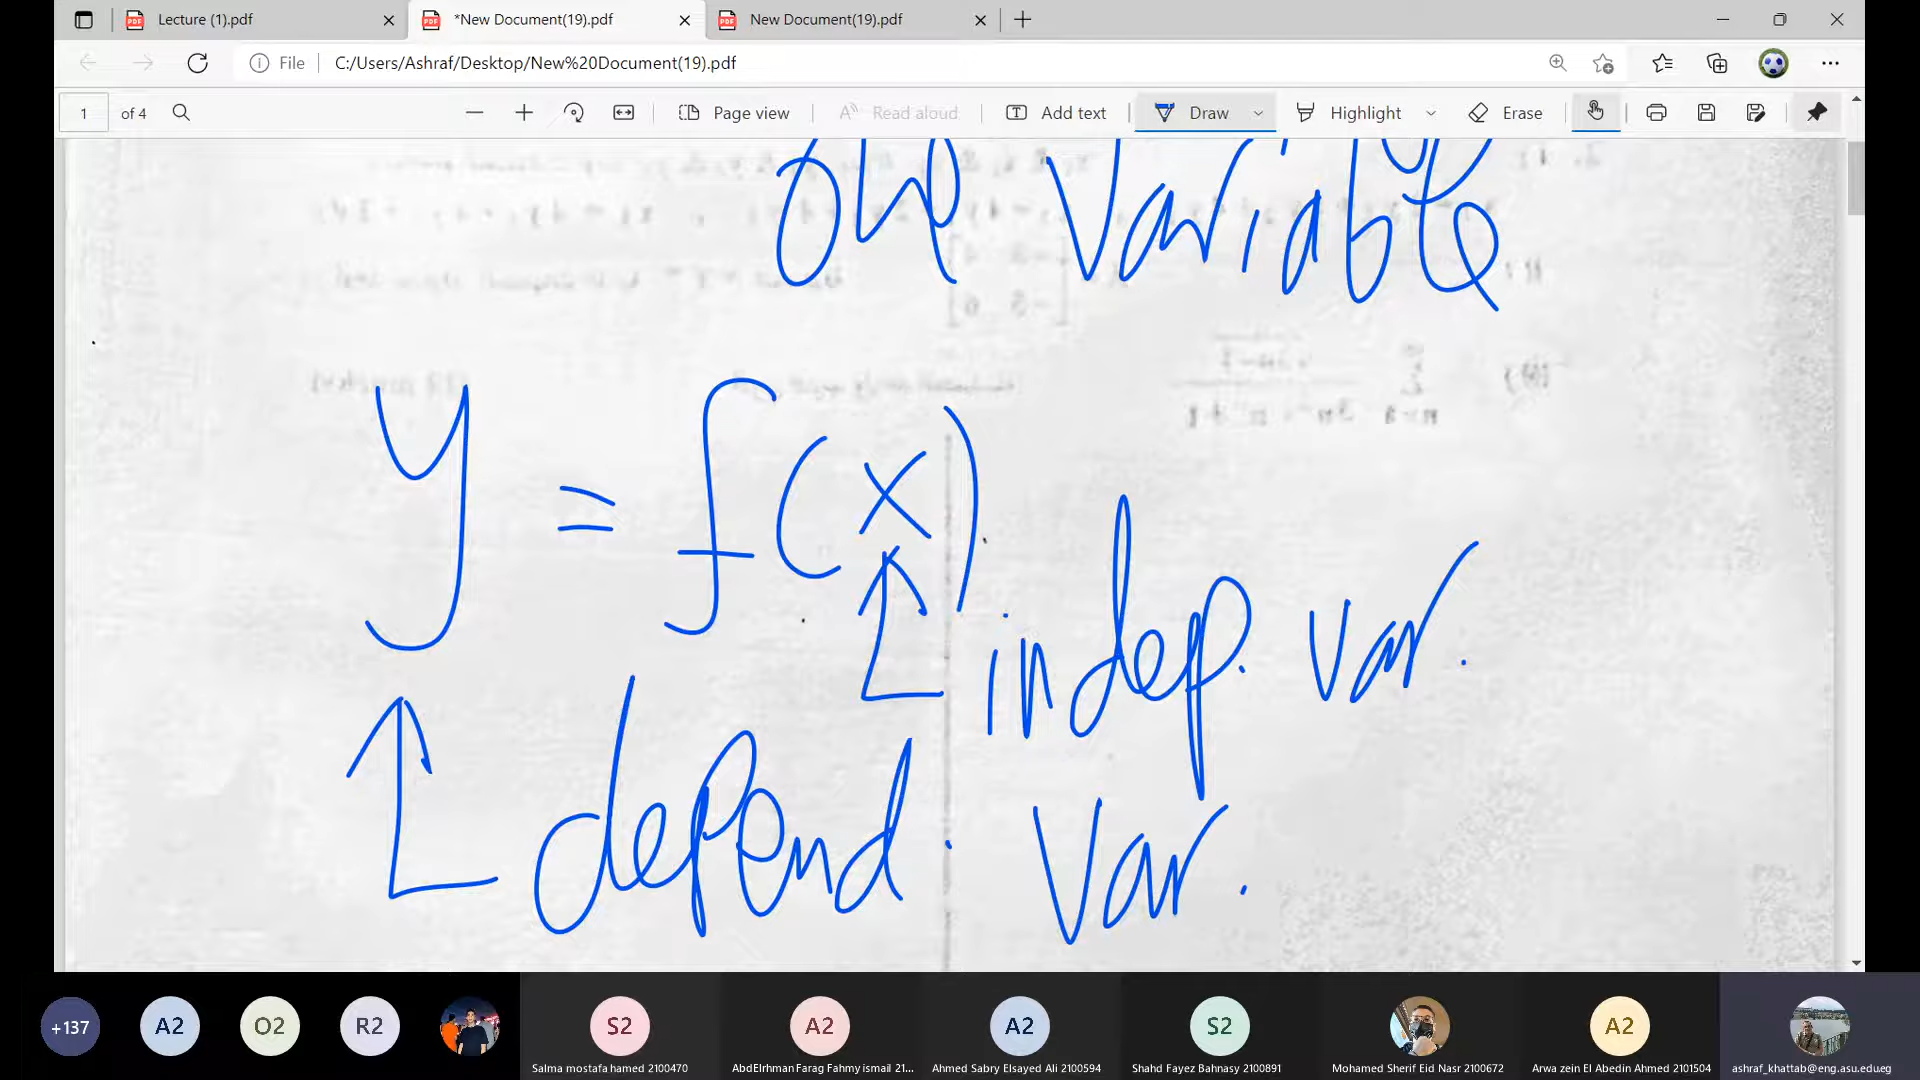 Lecture (1).pdf
*New Document(19).pdf
New Document(19).pdf
File
C:/Users/Ashraf/Desktop/New%20Document(19).pdf
1 of 4
Page view
Read aloud
Add text
Draw
Highlight
Erase
one variable
y = f(x)
indep. var.
depend. var.
+137
A2
O2
R2
S2
A2
A2
S2
A2
Salma mostafa hamed 2100470
AbdElrhman Farag Fahmy ismail 21...
Ahmed Sabry Elsayed Ali 2100594
Shahd Fayez Bahnasy 2100891
Mohamed Sherif Eid Nasr 2100672
Arwa zein El Abedin Ahmed 2101504
ashraf_khattab@eng.asu.edu.eg